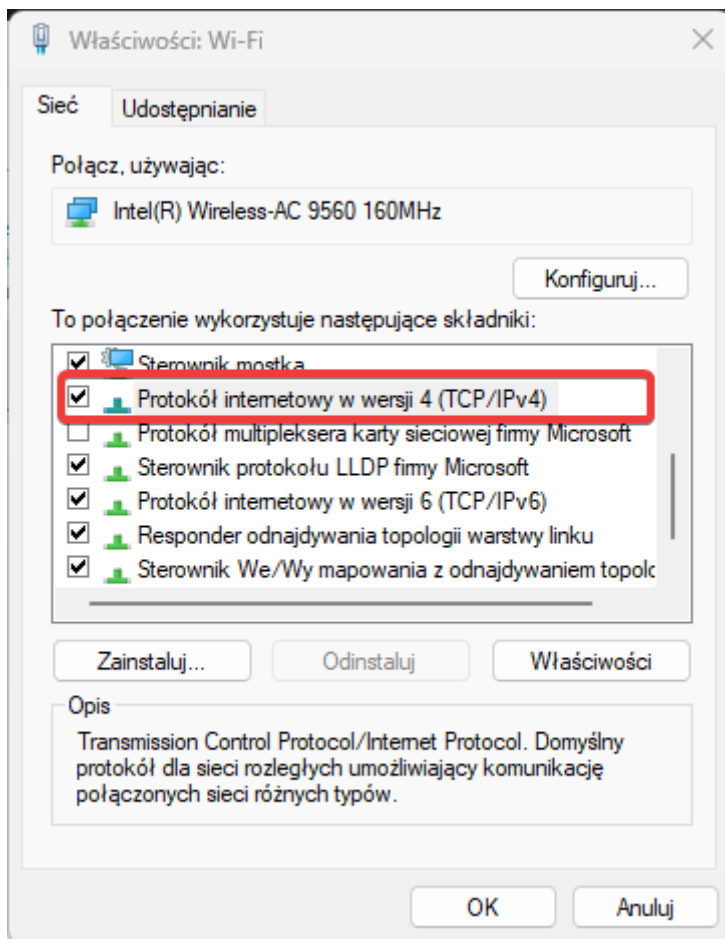 Właściwości: Wi-Fi
Sieć
Udostępnianie
Połącz, używając:
Intel(R) Wireless-AC 9560 160MHz
Konfiguruj...
To połączenie wykorzystuje następujące składniki:
Sterownik mostka
Protokół internetowy w wersji 4 (TCP/IPv4)
Protokół multipleksera karty sieciowej firmy Microsoft
Sterownik protokołu LLDP firmy Microsoft
Protokół internetowy w wersji 6 (TCP/IPv6)
Responder odnajdywania topologii warstwy linku
Sterownik We/Wy mapowania z odnajdywaniem topolo
Zainstaluj...
Odinstaluj
Właściwości
Opis
Transmission Control Protocol/Internet Protocol. Domyślny
protokół dla sieci rozległych umożliwiający komunikację
połączonych sieci różnych typów.
OK
Anuluj